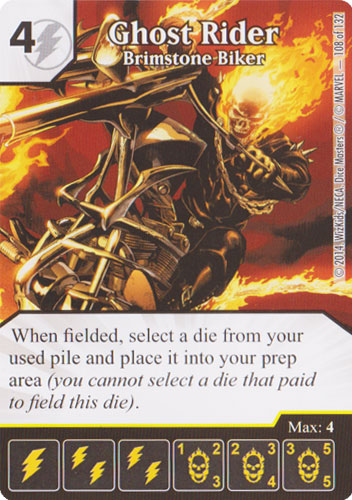 4
Ghost Rider
Brimstone Biker
© 2014 WizKids/NECA. Dice Masters ®/© MARVEL — 108 of 132
When fielded, select a die from your
used pile and place it into your prep
area (you cannot select a die that paid
to field this die).
Max: 4
1 2 3
2 3 4
3 5 5